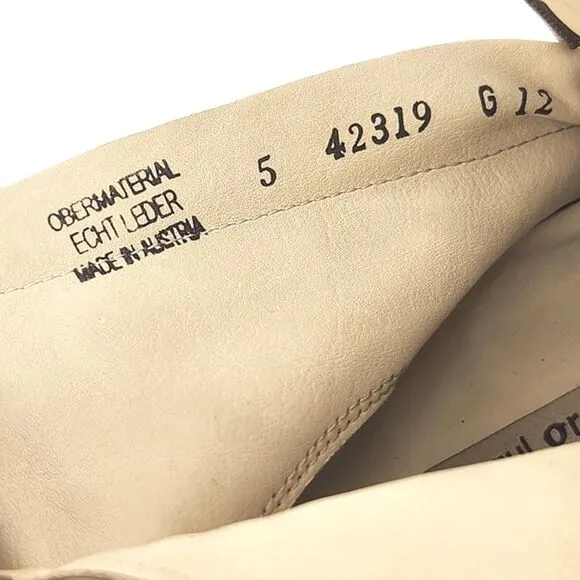 OBERMATERIAL
ECHT LEDER
MADE IN AUSTRIA
5 42319 G 12